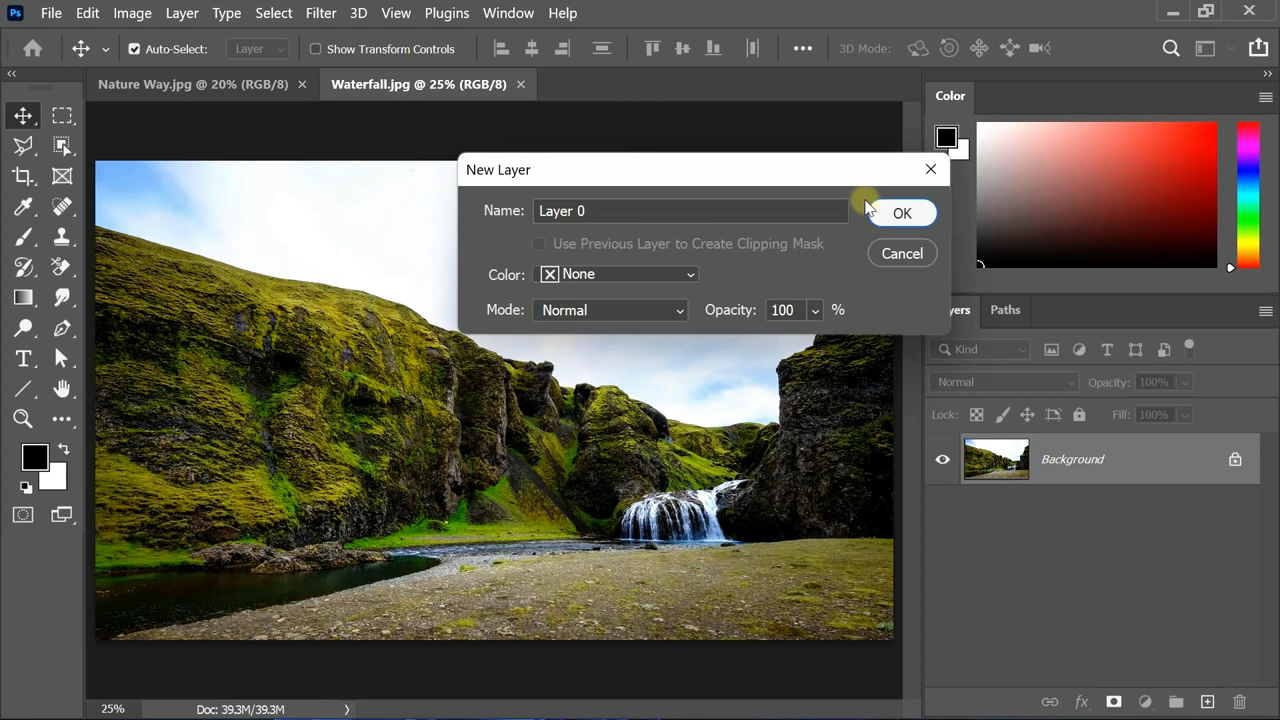 Ps File Edit Image Layer Type Select Filter 3D View Plugins Window Help
Auto-Select: Layer Show Transform Controls 3D Mode:
Nature Way.jpg @ 20% (RGB/8) Waterfall.jpg @ 25% (RGB/8)
Color
New Layer
Name: Layer 0 OK
Use Previous Layer to Create Clipping Mask
Cancel
Color: None
Mode: Normal Opacity: 100 %
yers Paths
Kind
Normal Opacity: 100%
Lock: Fill: 100%
Background
25% Doc: 39.3M/39.3M